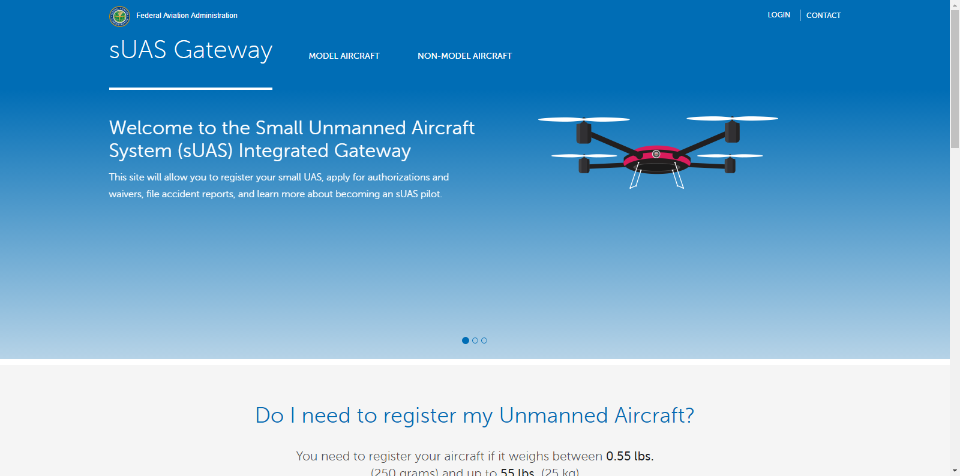 Federal Aviation Administration
LOGIN
CONTACT
sUAS Gateway
MODEL AIRCRAFT
NON-MODEL AIRCRAFT
Welcome to the Small Unmanned Aircraft
System (sUAS) Integrated Gateway
This site will allow you to register your small UAS, apply for authorizations and
waivers, file accident reports, and learn more about becoming an sUAS pilot.
Do I need to register my Unmanned Aircraft?
You need to register your aircraft if it weighs between 0.55 lbs.
(250 grams) and up to 55 lbs. (25 kg).